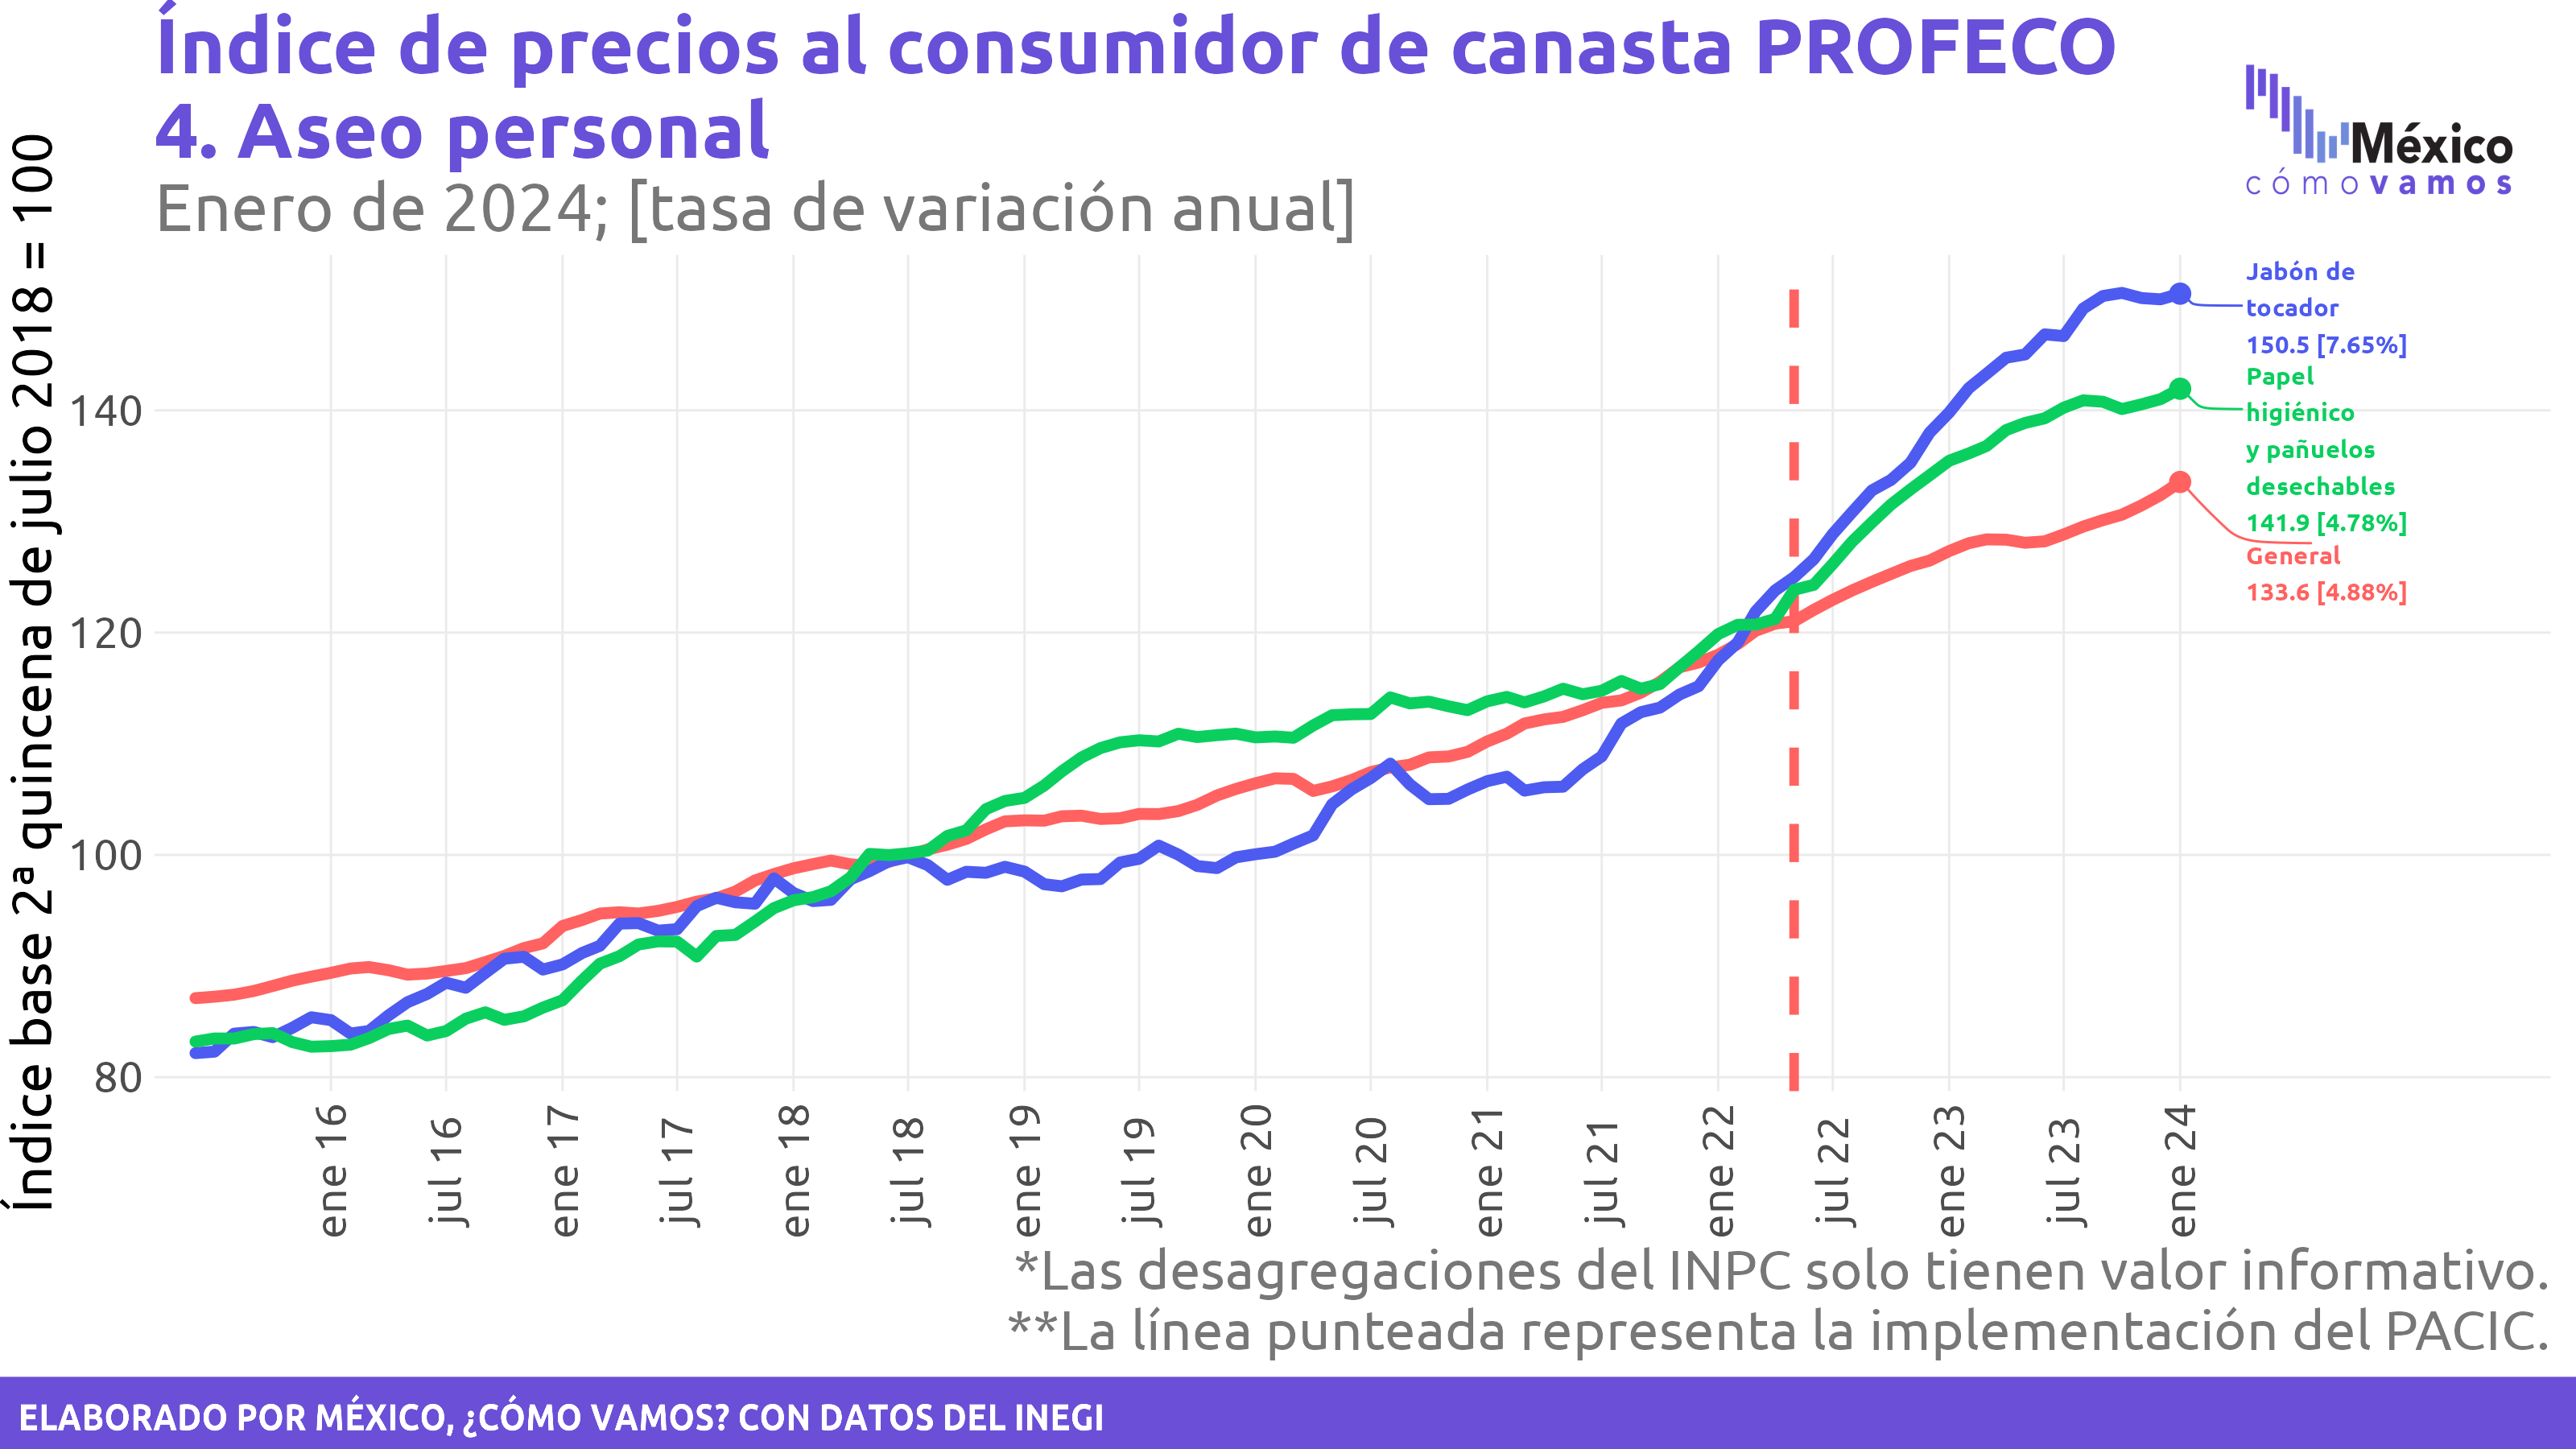 Índice de precios al consumidor de canasta PROFECO
4. Aseo personal
Enero de 2024; [tasa de variación anual]
México
cómovamos
Índice base 2ª quincena de julio 2018 = 100
140
120
100
80
Jabón de
tocador
150.5 [7.65%]
Papel
higiénico
y pañuelos
desechables
141.9 [4.78%]
General
133.6 [4.88%]
ene 16
jul 16
ene 17
jul 17
ene 18
jul 18
ene 19
jul 19
ene 20
jul 20
ene 21
jul 21
ene 22
jul 22
ene 23
jul 23
ene 24
*Las desagregaciones del INPC solo tienen valor informativo.
**La línea punteada representa la implementación del PACIC.
ELABORADO POR MÉXICO, ¿CÓMO VAMOS? CON DATOS DEL INEGI